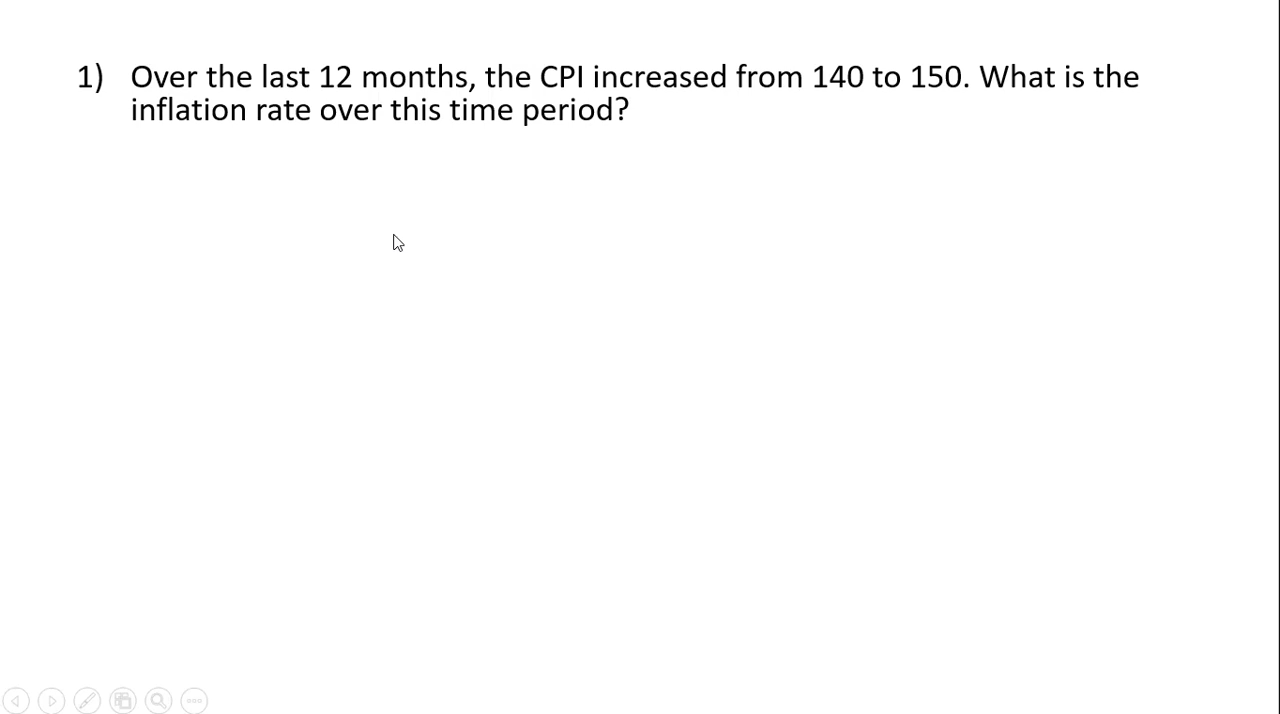 1) Over the last 12 months, the CPI increased from 140 to 150. What is the
inflation rate over this time period?